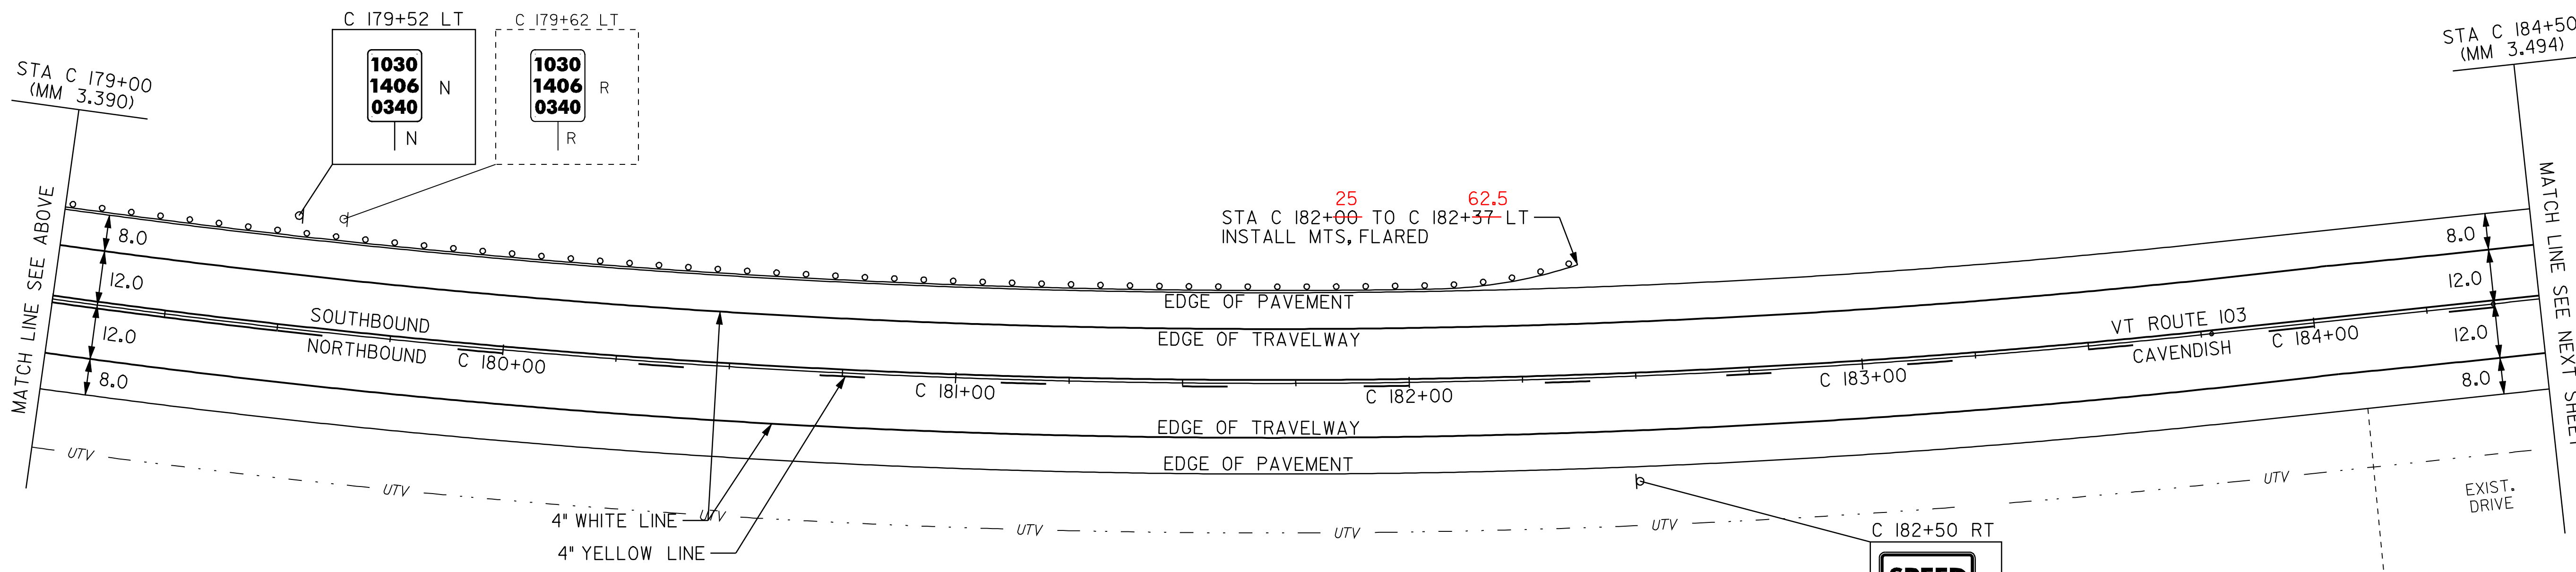 C 179+52 LT
C 179+62 LT
1030
1406
0340
N
N
1030
1406
0340
R
R
STA C 179+00
(MM 3.390)
STA C 184+50
(MM 3.494)
MATCH LINE SEE ABOVE
MATCH LINE SEE NEXT SHEET
25
62.5
STA C 182+00 TO C 182+37 LT
INSTALL MTS, FLARED
8.0
12.0
12.0
8.0
8.0
12.0
12.0
8.0
EDGE OF PAVEMENT
EDGE OF TRAVELWAY
SOUTHBOUND
NORTHBOUND
VT ROUTE 103
CAVENDISH
C 180+00
C 181+00
C 182+00
C 183+00
C 184+00
EDGE OF TRAVELWAY
EDGE OF PAVEMENT
UTV
UTV
UTV
UTV
UTV
UTV
UTV
4" WHITE LINE
4" YELLOW LINE
EXIST.
DRIVE
C 182+50 RT
SPEED